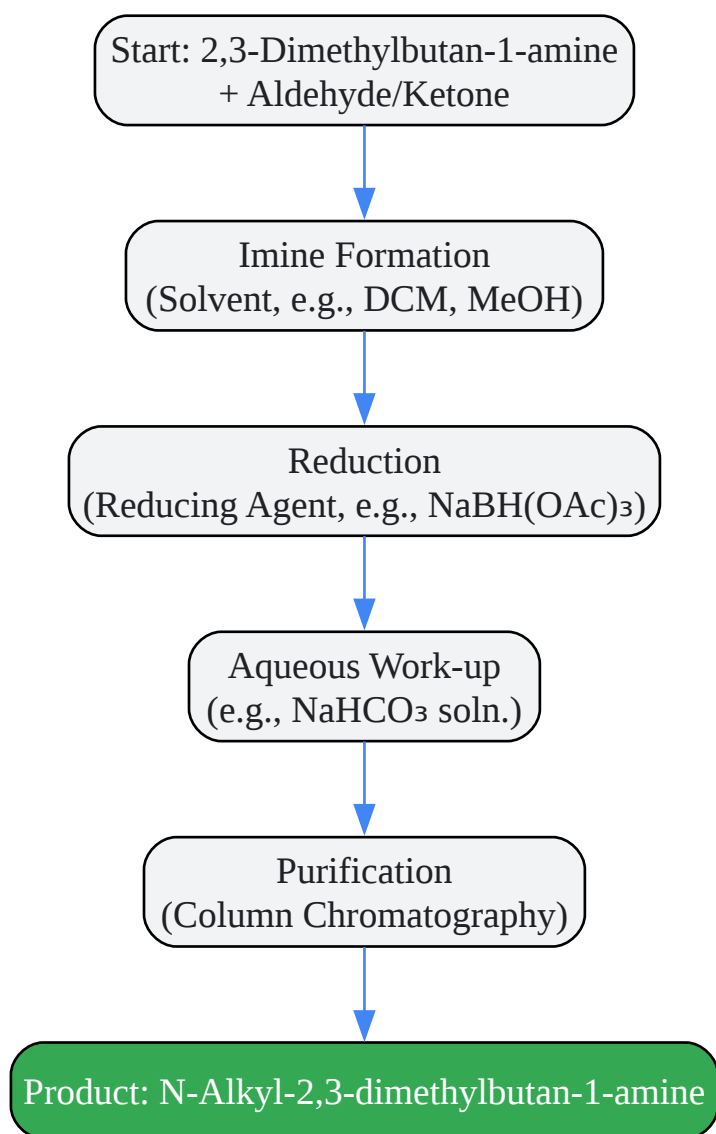 Start: 2,3-Dimethylbutan-1-amine
+ Aldehyde/Ketone
Imine Formation
(Solvent, e.g., DCM, MeOH)
Reduction
(Reducing Agent, e.g., NaBH(OAc)₃)
Aqueous Work-up
(e.g., NaHCO₃ soln.)
Purification
(Column Chromatography)
Product: N-Alkyl-2,3-dimethylbutan-1-amine